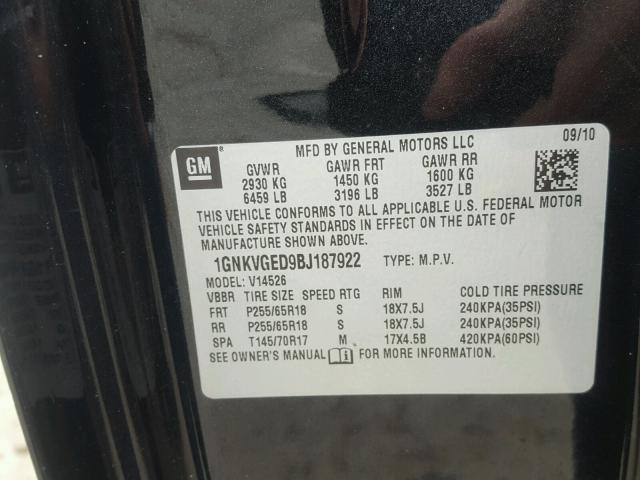 GM
MFD BY GENERAL MOTORS LLC 09/10
GVWR GAWR FRT GAWR RR
2930 KG 1450 KG 1600 KG
6459 LB 3196 LB 3527 LB
THIS VEHICLE CONFORMS TO ALL APPLICABLE U.S. FEDERAL MOTOR
VEHICLE SAFETY STANDARDS IN EFFECT ON THE DATE OF
MANUFACTURE SHOWN ABOVE.
1GNKVGED9BJ187922 TYPE: M.P.V.
MODEL: V14526
VBBR TIRE SIZE SPEED RTG RIM COLD TIRE PRESSURE
FRT P255/65R18 S 18X7.5J 240KPA(35PSI)
RR P255/65R18 S 18X7.5J 240KPA(35PSI)
SPA T145/70R17 M 17X4.5B 420KPA(60PSI)
SEE OWNER'S MANUAL FOR MORE INFORMATION.